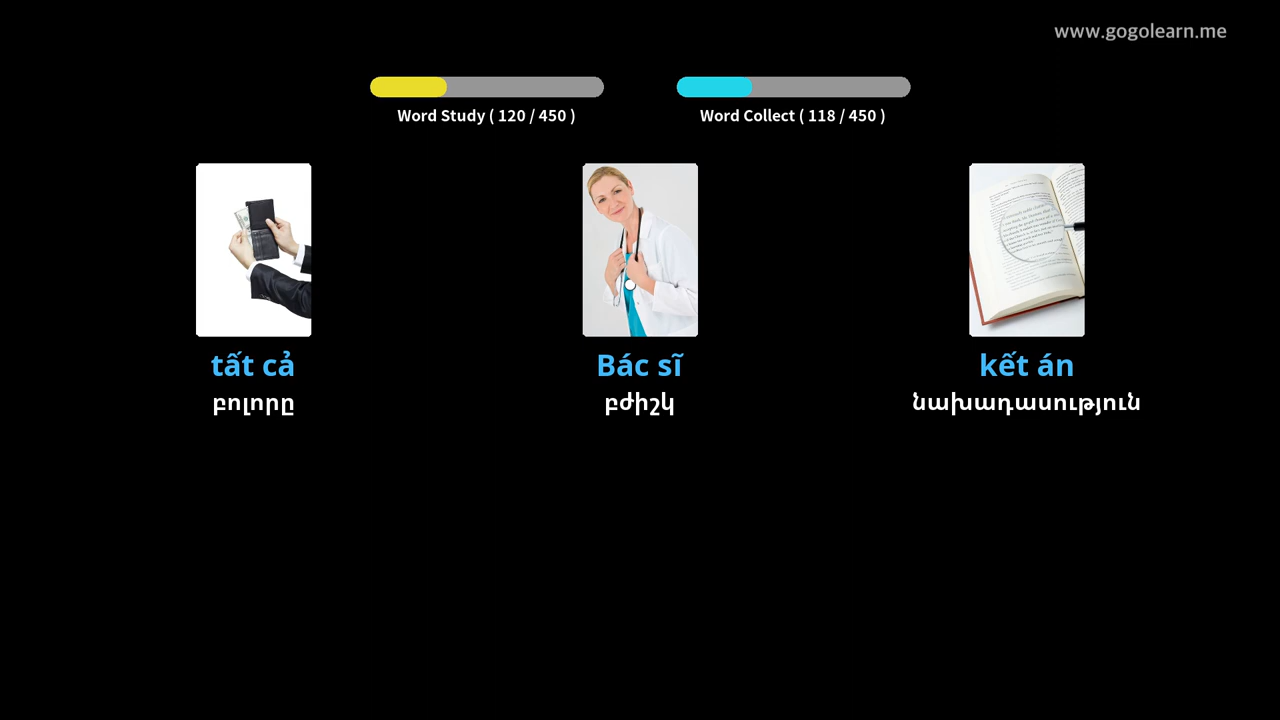 www.gogolearn.me
Word Study ( 120 / 450 )
Word Collect ( 118 / 450 )
tất cả
Bác sĩ
kết án
բոլորը
բժիշկ
նախադասություն